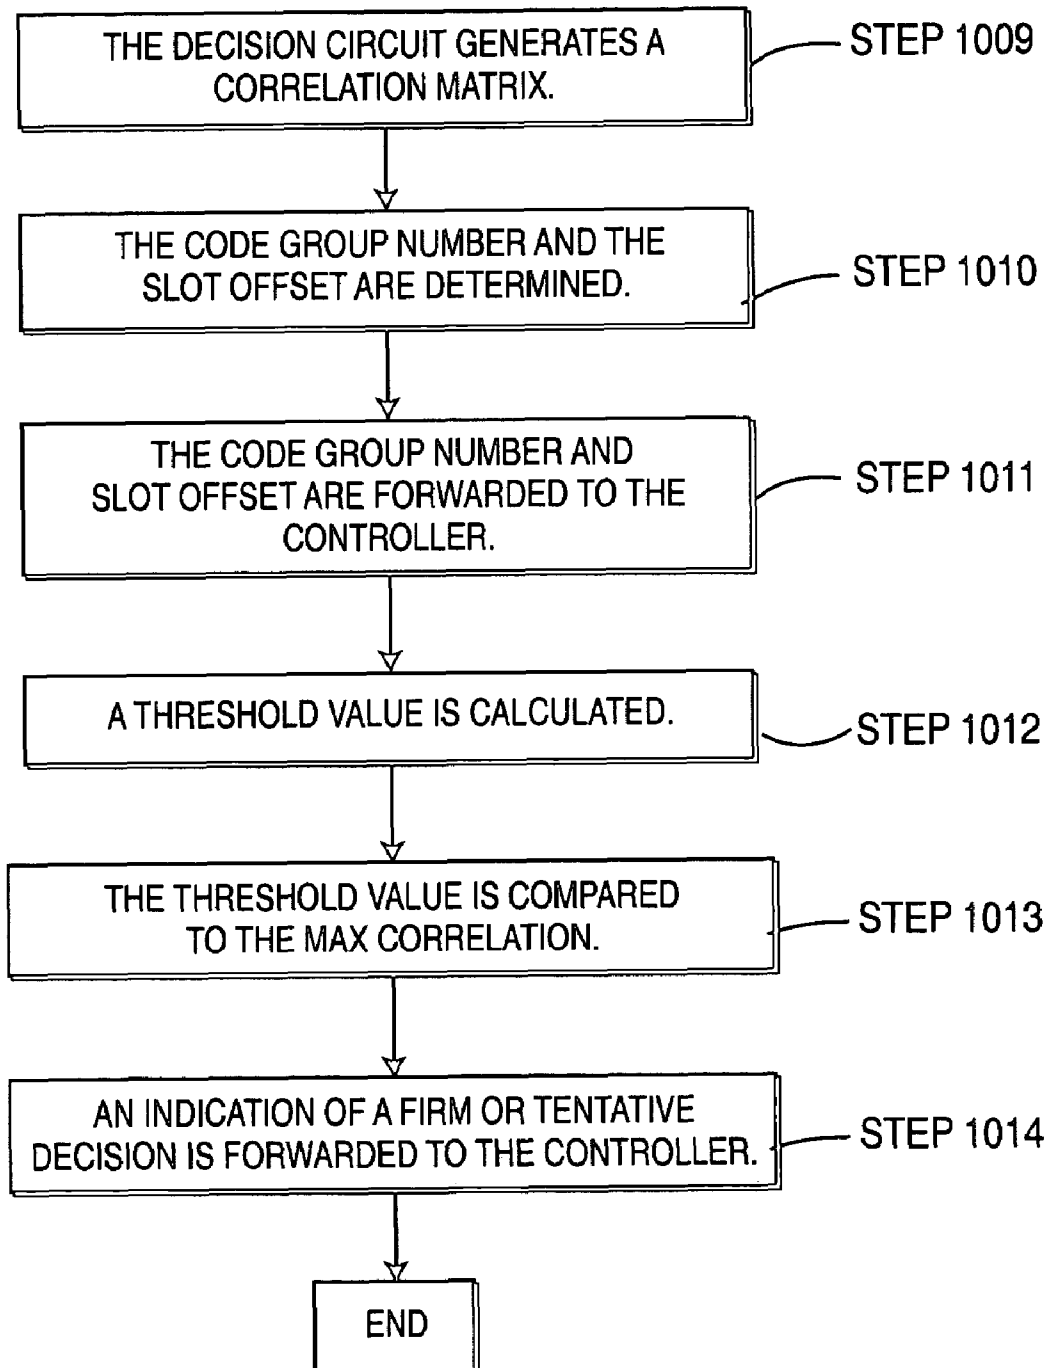 THE DECISION CIRCUIT GENERATES A
CORRELATION MATRIX.
STEP 1009
THE CODE GROUP NUMBER AND THE
SLOT OFFSET ARE DETERMINED.
STEP 1010
THE CODE GROUP NUMBER AND
SLOT OFFSET ARE FORWARDED TO THE
CONTROLLER.
STEP 1011
A THRESHOLD VALUE IS CALCULATED.
STEP 1012
THE THRESHOLD VALUE IS COMPARED
TO THE MAX CORRELATION.
STEP 1013
AN INDICATION OF A FIRM OR TENTATIVE
DECISION IS FORWARDED TO THE CONTROLLER.
STEP 1014
END